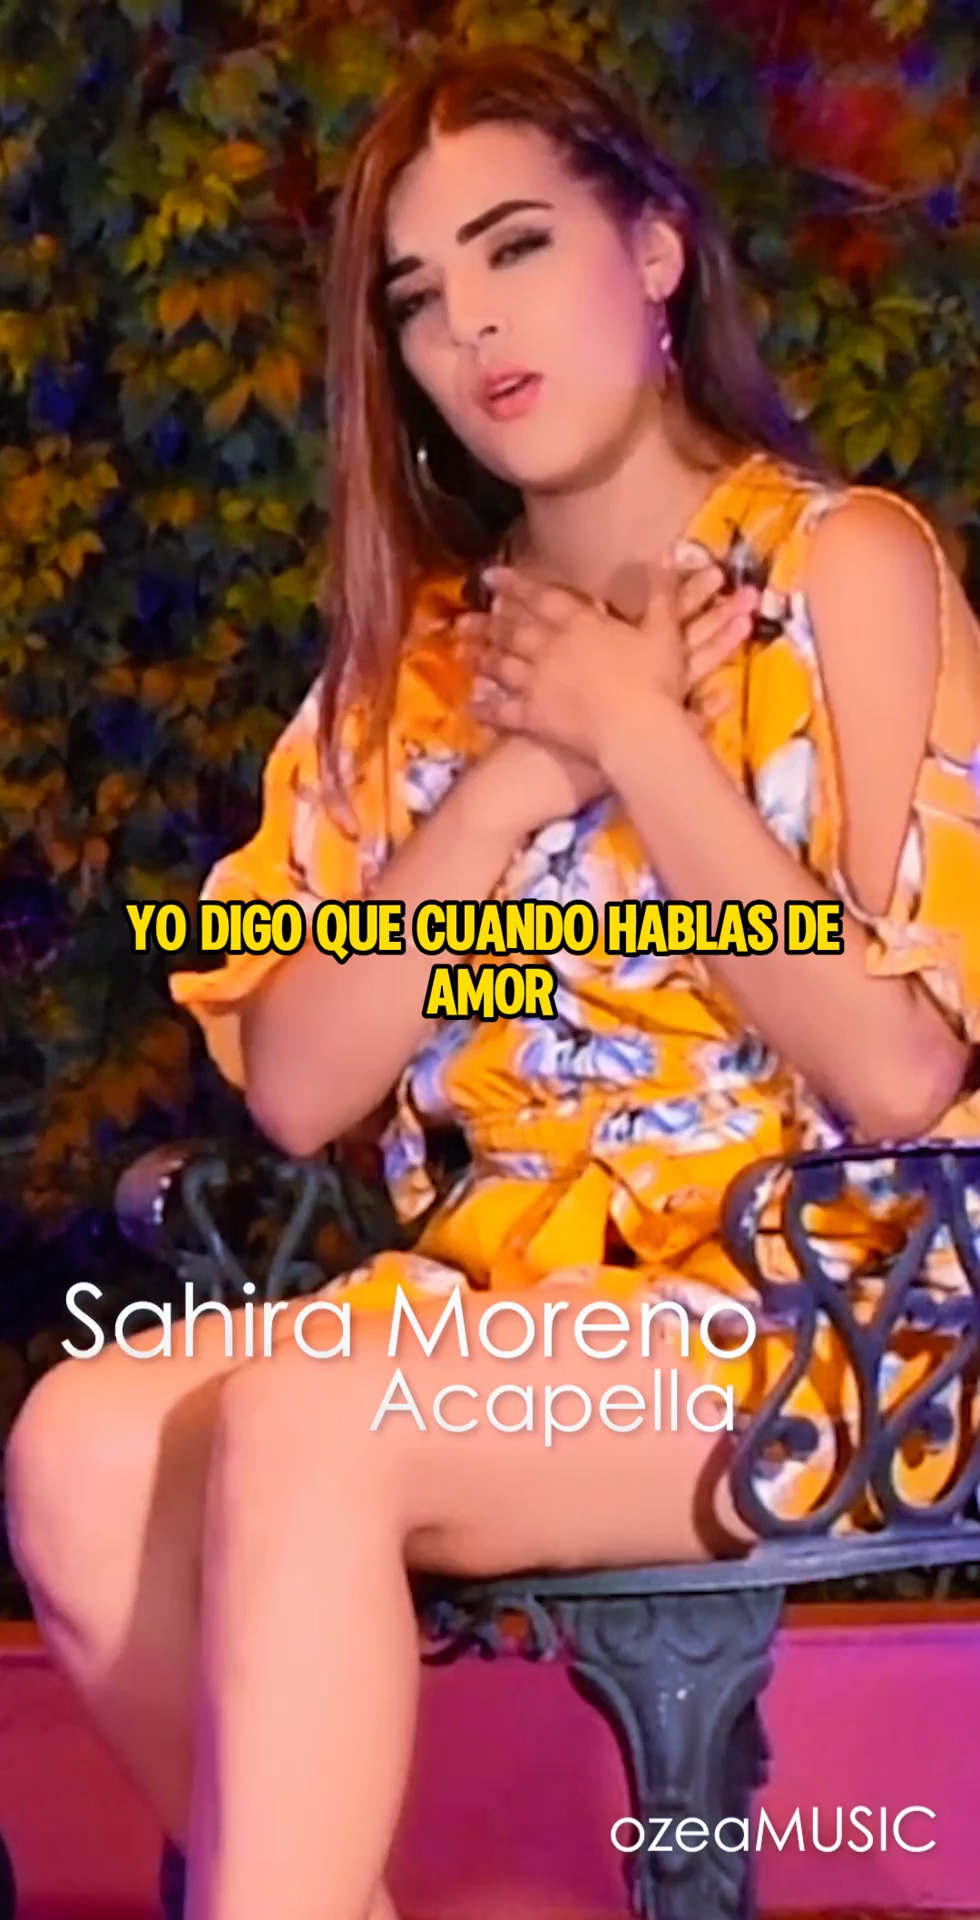 YO DIGO QUE CUANDO HABLAS DE
AMOR
Sahira Moreno
Acapella
ozeaMUSIC